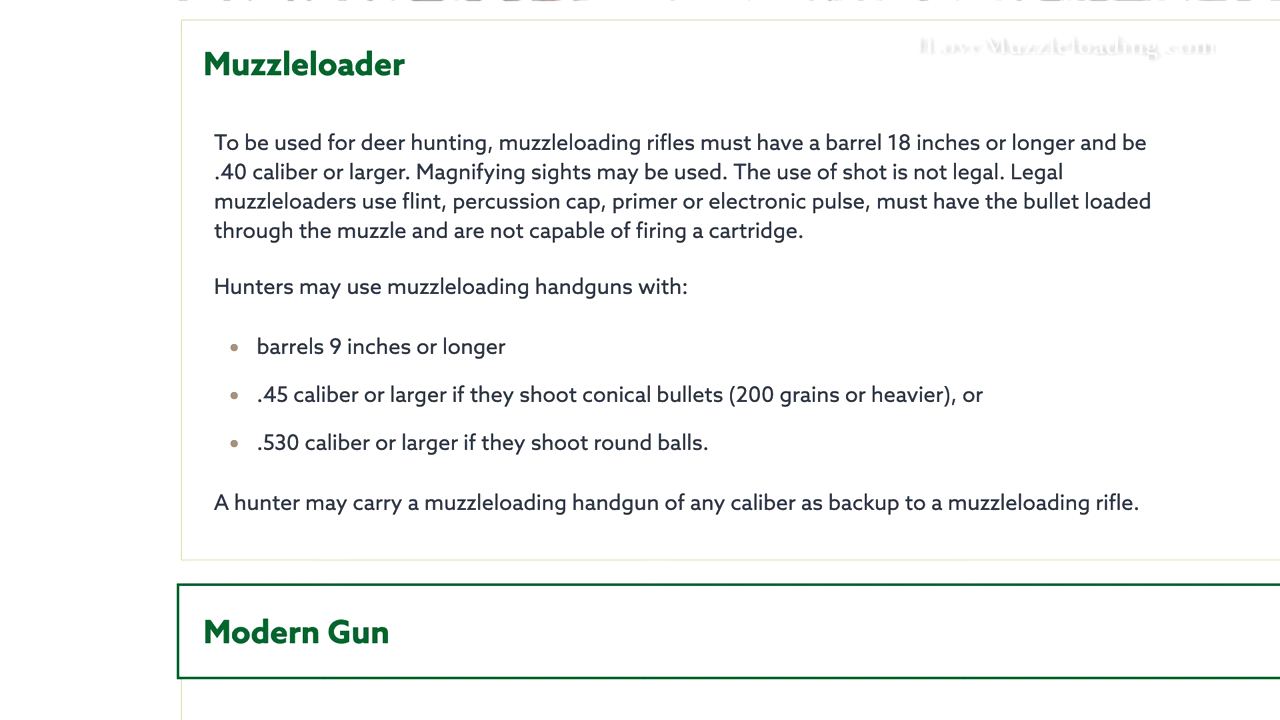 ILoveMuzzleloading.com
Muzzleloader
To be used for deer hunting, muzzleloading rifles must have a barrel 18 inches or longer and be
.40 caliber or larger. Magnifying sights may be used. The use of shot is not legal. Legal
muzzleloaders use flint, percussion cap, primer or electronic pulse, must have the bullet loaded
through the muzzle and are not capable of firing a cartridge.
Hunters may use muzzleloading handguns with:
• barrels 9 inches or longer
• .45 caliber or larger if they shoot conical bullets (200 grains or heavier), or
• .530 caliber or larger if they shoot round balls.
A hunter may carry a muzzleloading handgun of any caliber as backup to a muzzleloading rifle.
Modern Gun